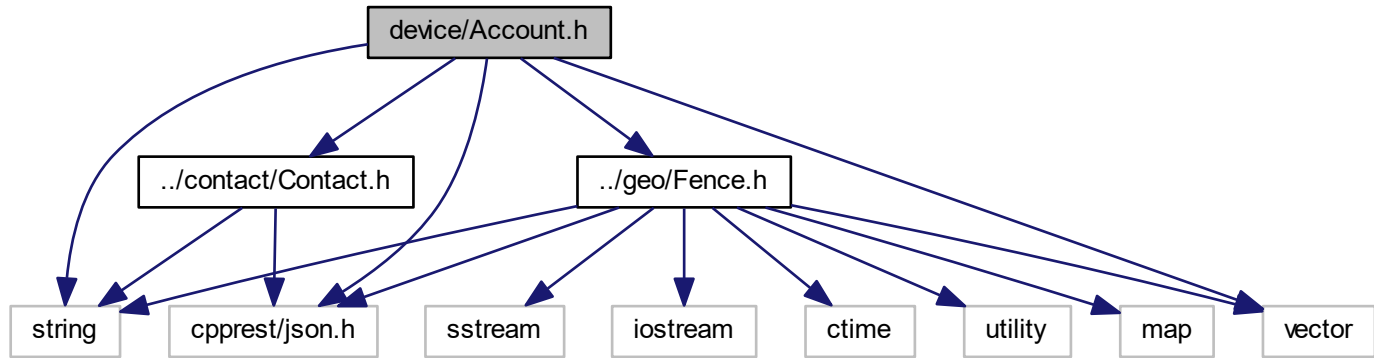 device/Account.h
../contact/Contact.h
../geo/Fence.h
string
cpprest/json.h
sstream
iostream
ctime
utility
map
vector